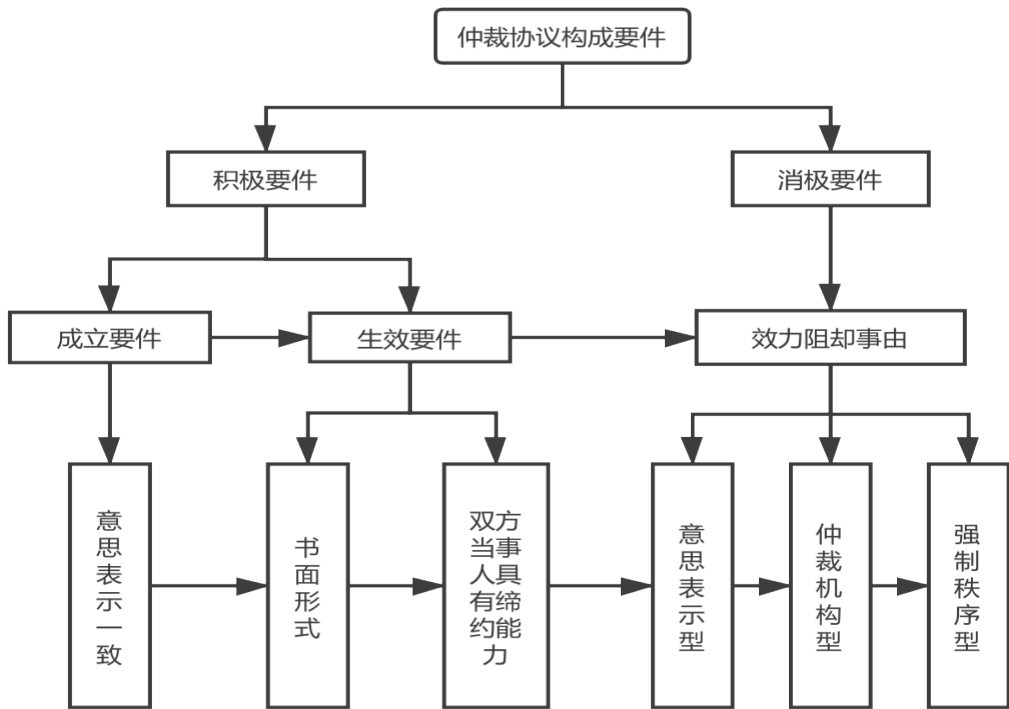 仲裁协议构成要件
积极要件
消极要件
成立要件
生效要件
效力阻却事由
意思表示一致
书面形式
双方当事人具有缔约能力
意思表示型
仲裁机构型
强制秩序型